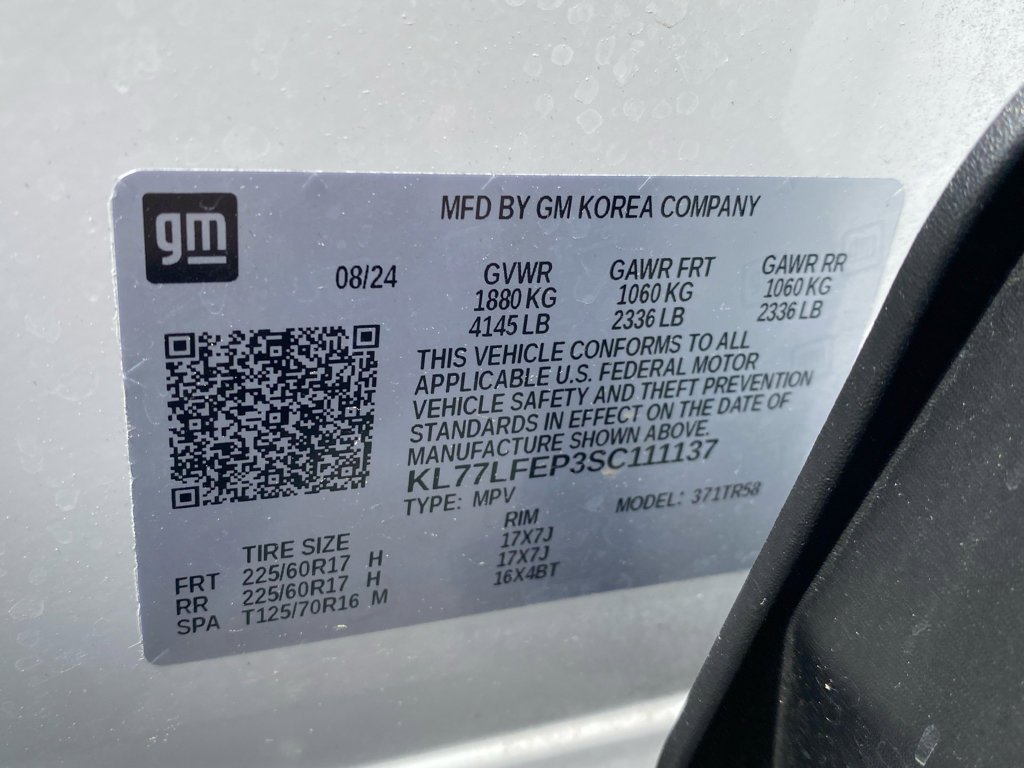 gm
MFD BY GM KOREA COMPANY
08/24 GVWR GAWR FRT GAWR RR
1880 KG 1060 KG 1060 KG
4145 LB 2336 LB 2336 LB
THIS VEHICLE CONFORMS TO ALL
APPLICABLE U.S. FEDERAL MOTOR
VEHICLE SAFETY AND THEFT PREVENTION
STANDARDS IN EFFECT ON THE DATE OF
MANUFACTURE SHOWN ABOVE.
KL77LFEP3SC111137
TYPE: MPV MODEL: 371TR58
TIRE SIZE RIM
FRT 225/60R17 H 17X7J
RR 225/60R17 H 17X7J
SPA T125/70R16 M 16X4BT